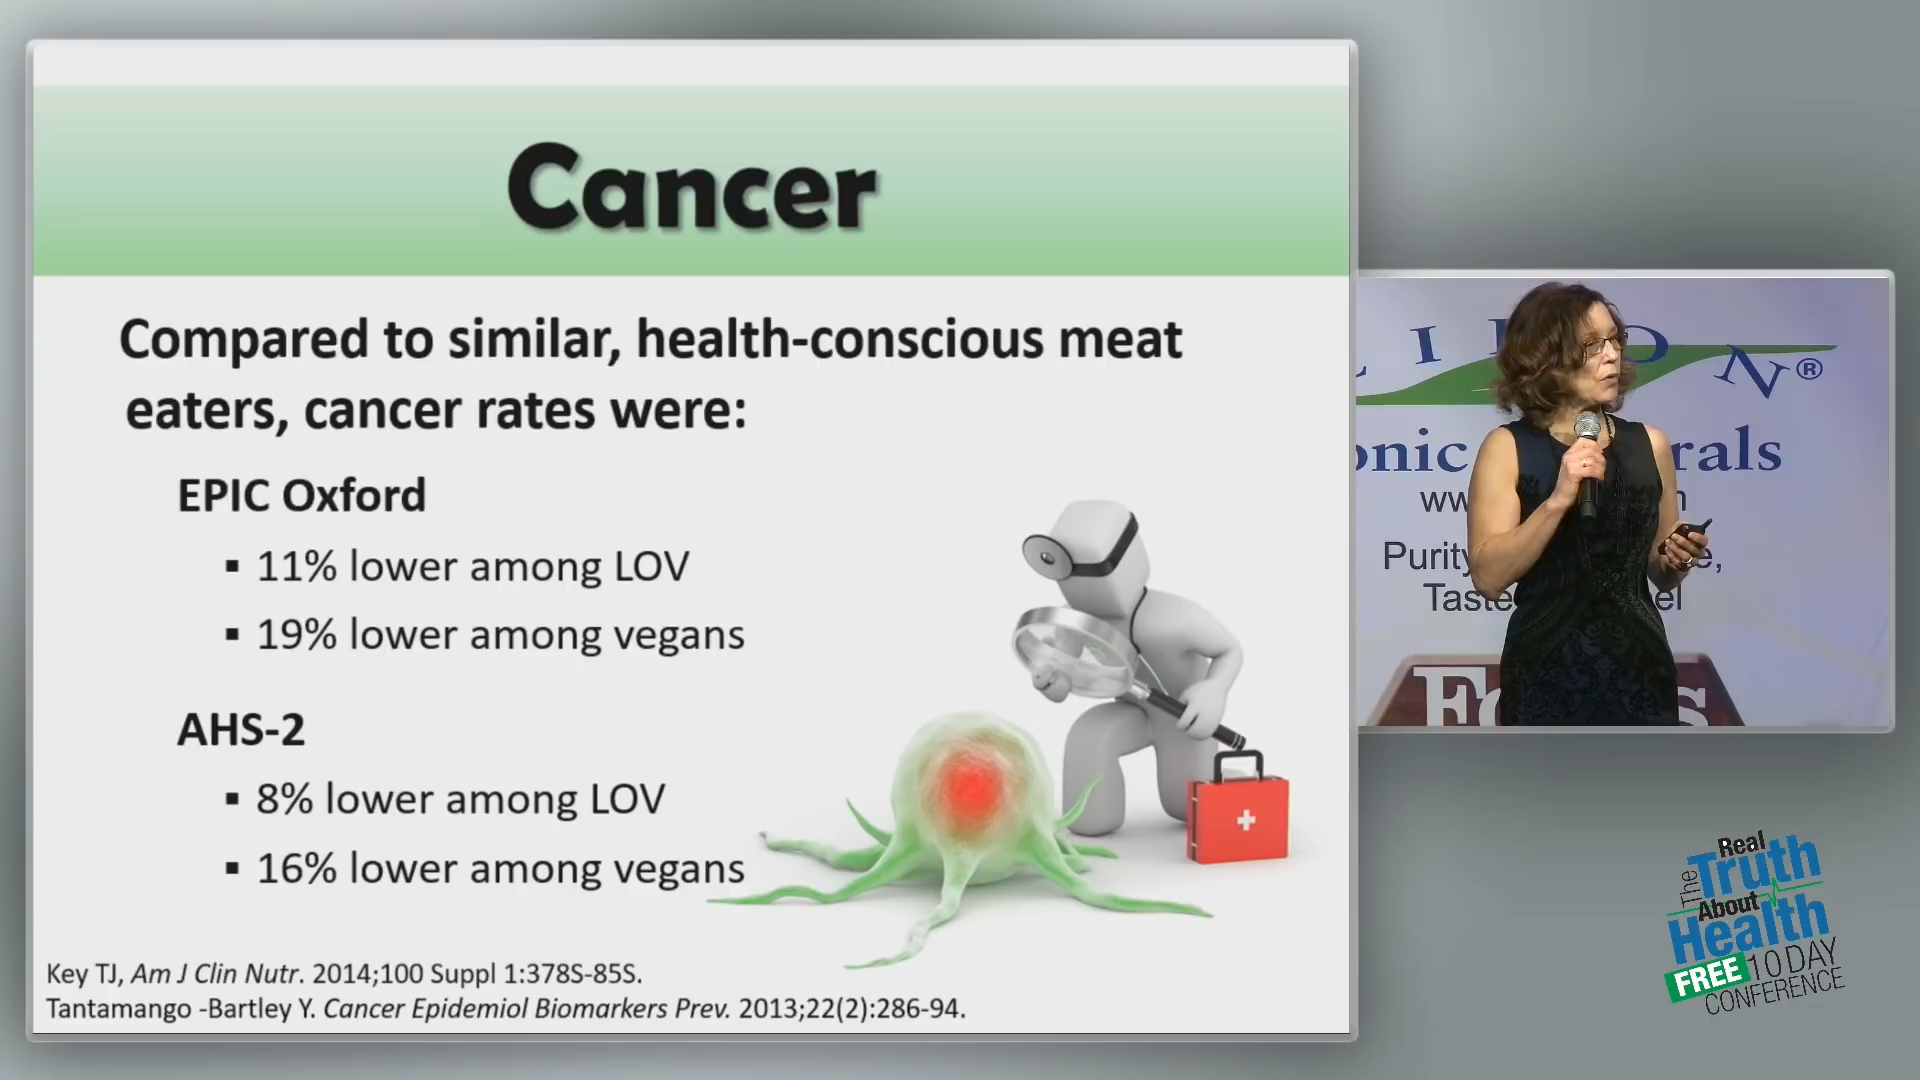 Cancer
Compared to similar, health-conscious meat
eaters, cancer rates were:
EPIC Oxford
▪ 11% lower among LOV
▪ 19% lower among vegans
AHS-2
▪ 8% lower among LOV
▪ 16% lower among vegans
Key TJ, Am J Clin Nutr. 2014;100 Suppl 1:378S-85S.
Tantamango -Bartley Y. Cancer Epidemiol Biomarkers Prev. 2013;22(2):286-94.
N®
Purity
Taste
The Real
Truth
About
Health
FREE 10 DAY
CONFERENCE